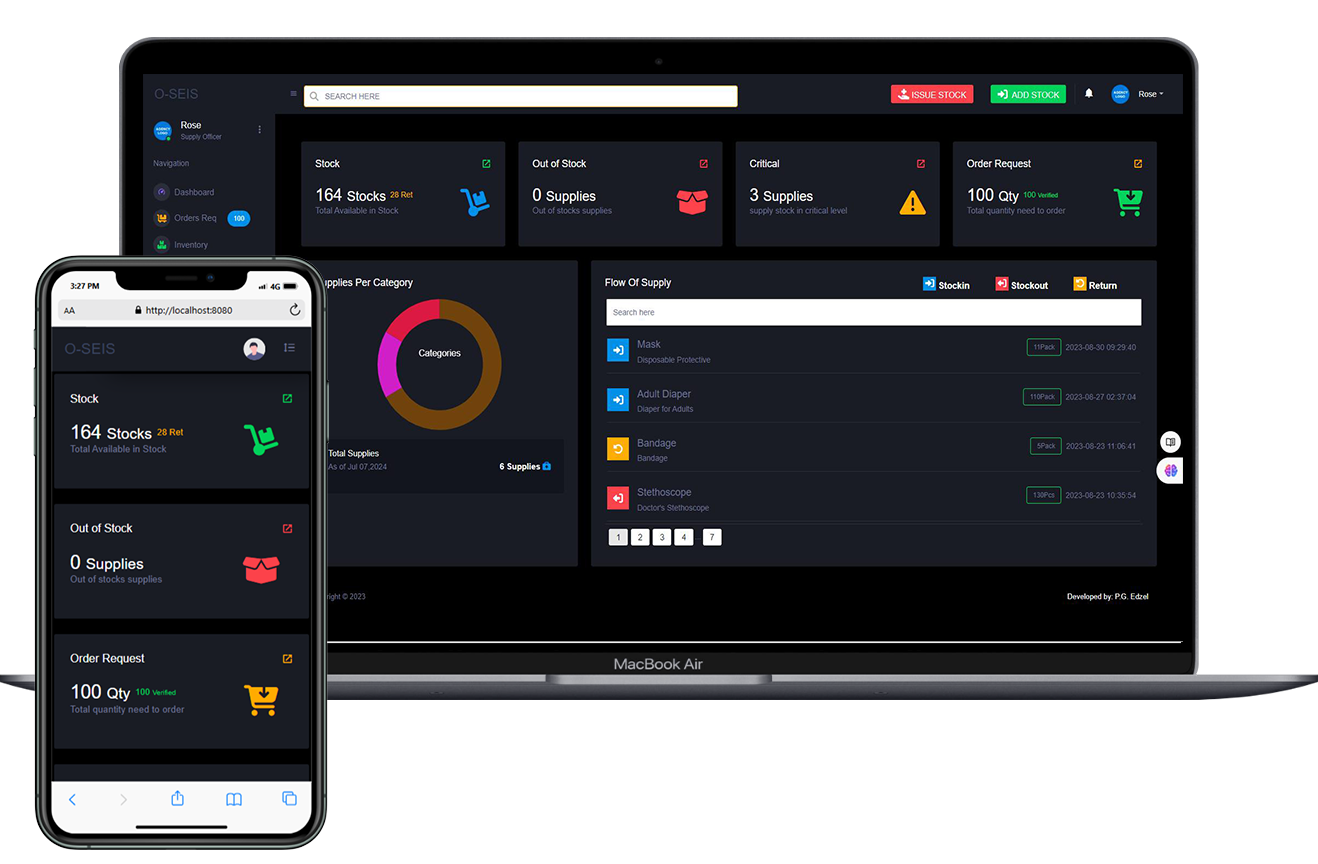 O-SEIS
SEARCH HERE
ISSUE STOCK
ADD STOCK
Rose
Rose
Supply Officer
Navigation
Dashboard
Orders Req 100
Inventory
Stock
164 Stocks 28 Ret
Total Available in Stock
Out of Stock
0 Supplies
Out of stocks supplies
Critical
3 Supplies
supply stock in critical level
Order Request
100 Qty 100 Verified
Total quantity need to order
upplies Per Category
Categories
Total Supplies
As of Jul 07,2024
6 Supplies
Flow Of Supply
Stockin
Stockout
Return
Search here
Mask
Disposable Protective
11Pack 2023-08-30 09:29:40
Adult Diaper
Diaper for Adults
110Pack 2023-08-27 02:37:04
Bandage
Bandage
5Pack 2023-08-23 11:06:41
Stethoscope
Doctor's Stethoscope
130Pcs 2023-08-23 10:35:54
1 2 3 4 ... 7
right © 2023
Developed by: P.G. Edzel
MacBook Air
3:27 PM
4G
AA
http://localhost:8080
O-SEIS
Stock
164 Stocks 28 Ret
Total Available in Stock
Out of Stock
0 Supplies
Out of stocks supplies
Order Request
100 Qty 100 Verified
Total quantity need to order